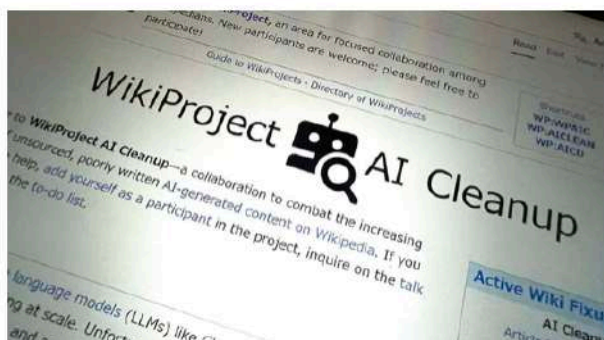 Project, an area for focused collaboration among
. New participants are welcome; please feel free to
participate!
Read Edit View
Guide to WikiProjects · Directory of WikiProjects
Shortcuts
WP:WPAIC
WP:AICLEAN
WP:AICU
WikiProject AI Cleanup
to WikiProject AI Cleanup—a collaboration to combat the increasing
unsourced, poorly written AI-generated content on Wikipedia. If you
help, add yourself as a participant in the project, inquire on the talk
the to-do list.
Active Wiki Fixu
AI Clean
Article
language models (LLMs) like
ng at scale. Unfort
and